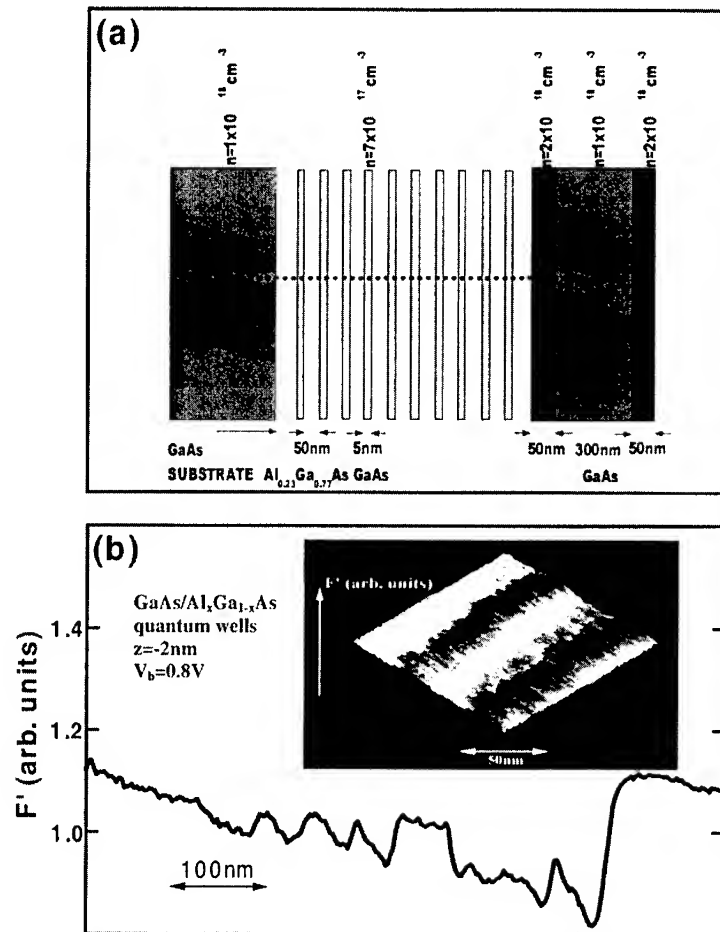 (a)
n=1x10 18 cm-3
n=7x10 17 cm-3
n=2x10 18 cm-3
n=1x10 18 cm-3
n=2x10 18 cm-3
50nm 5nm 50nm 300nm 50nm
GaAs
SUBSTRATE Al0.23Ga0.77As GaAs GaAs
(b)
F' (arb. units)
GaAs/AlxGa1-xAs
quantum wells
z=-2nm
Vb=0.8V
50nm
F' (arb. units)
1.4
1.2
1.0
100nm